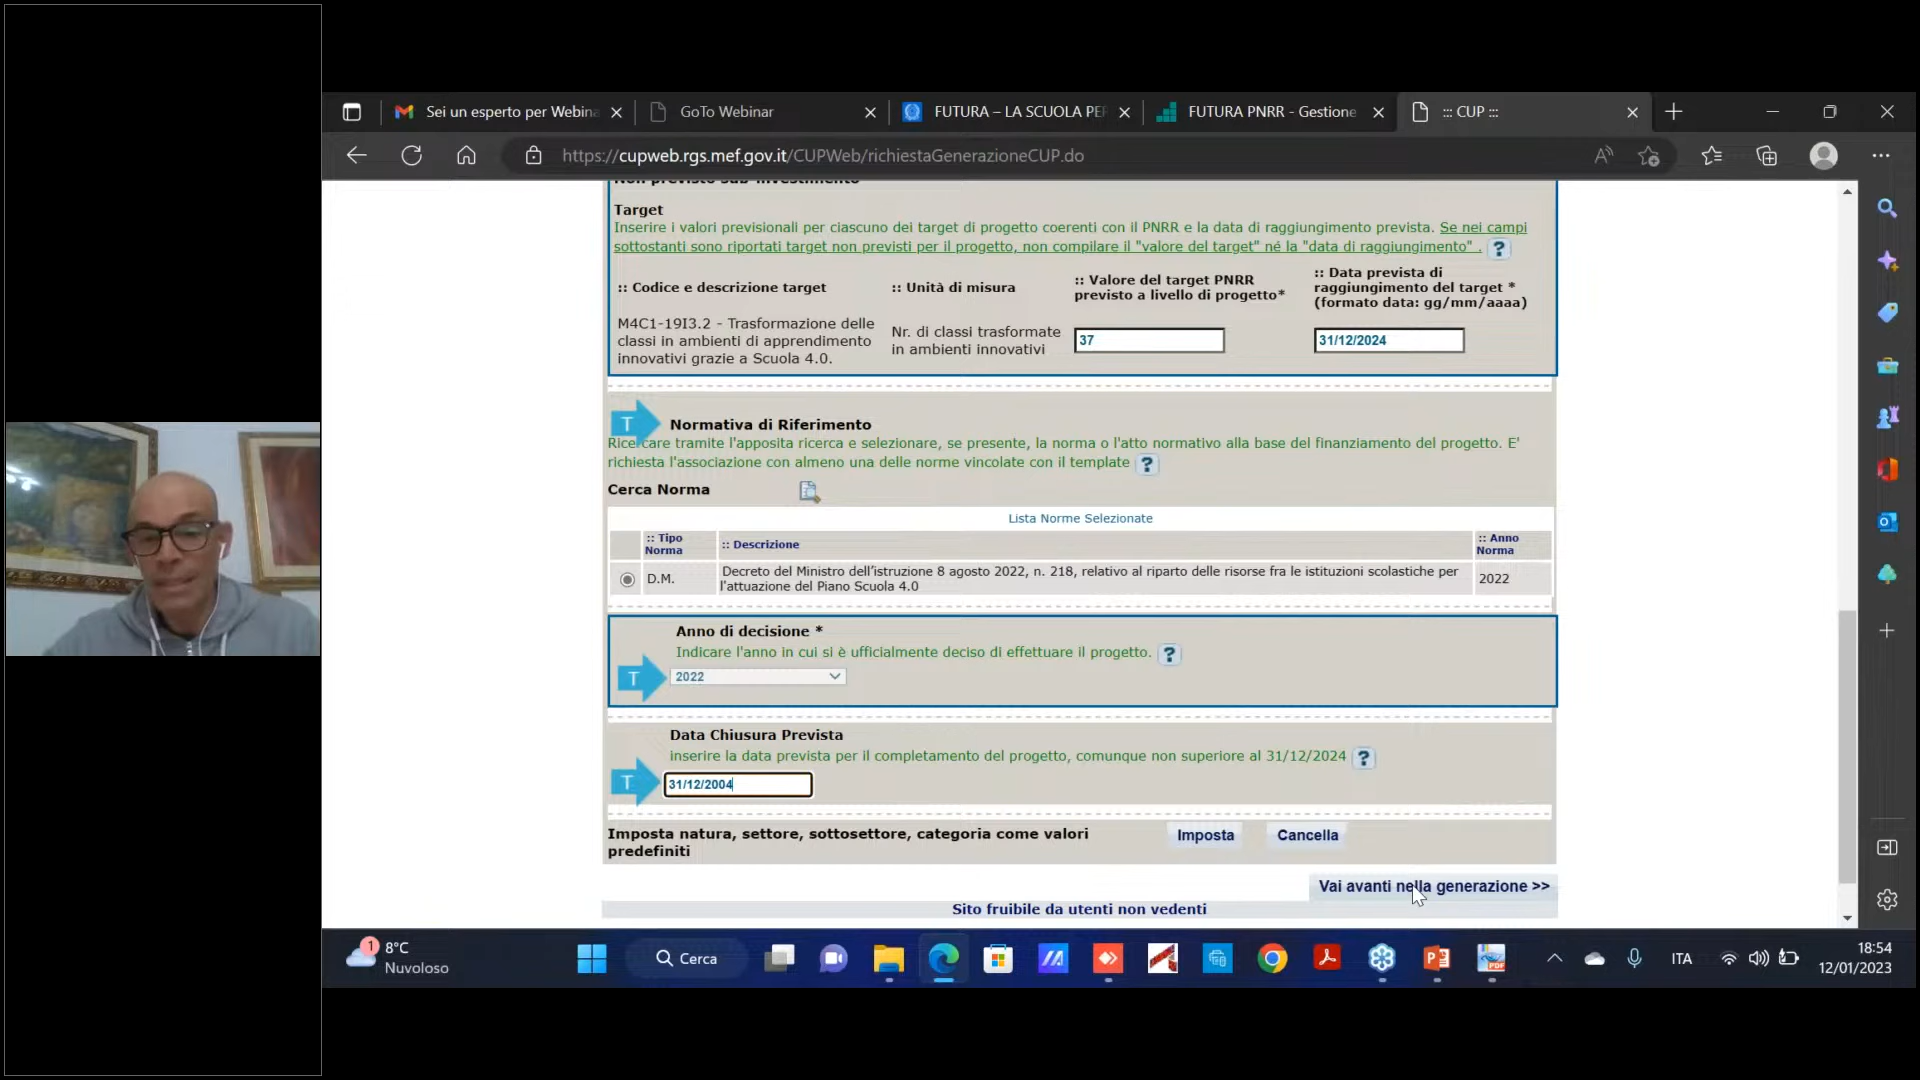 Sei un esperto per Webina
GoTo Webinar
FUTURA – LA SCUOLA PE
FUTURA PNRR - Gestione
::: CUP :::
https://cupweb.rgs.mef.gov.it/CUPWeb/richiestaGenerazioneCUP.do
Non previsto sub-investimento
Target
Inserire i valori previsionali per ciascuno dei target di progetto coerenti con il PNRR e la data di raggiungimento prevista. Se nei campi
sottostanti sono riportati target non previsti per il progetto, non compilare il "valore del target" né la "data di raggiungimento" . ?
:: Codice e descrizione target
:: Unità di misura
:: Valore del target PNRR
previsto a livello di progetto*
:: Data prevista di
raggiungimento del target *
(formato data: gg/mm/aaaa)
M4C1-19I3.2 - Trasformazione delle
classi in ambienti di apprendimento
innovativi grazie a Scuola 4.0.
Nr. di classi trasformate
in ambienti innovativi
37
31/12/2024
T
Normativa di Riferimento
Ricercare tramite l'apposita ricerca e selezionare, se presente, la norma o l'atto normativo alla base del finanziamento del progetto. E'
richiesta l'associazione con almeno una delle norme vincolate con il template ?
Cerca Norma
Lista Norme Selezionate
:: Tipo
Norma
:: Descrizione
:: Anno
Norma
D.M.
Decreto del Ministro dell'istruzione 8 agosto 2022, n. 218, relativo al riparto delle risorse fra le istituzioni scolastiche per
l'attuazione del Piano Scuola 4.0
2022
Anno di decisione *
Indicare l'anno in cui si è ufficialmente deciso di effettuare il progetto. ?
T
2022
Data Chiusura Prevista
inserire la data prevista per il completamento del progetto, comunque non superiore al 31/12/2024 ?
T
31/12/2004
Imposta natura, settore, sottosettore, categoria come valori
predefiniti
Imposta
Cancella
Vai avanti nella generazione >>
Sito fruibile da utenti non vedenti
1
8°C
Nuvoloso
Cerca
ITA
18:54
12/01/2023